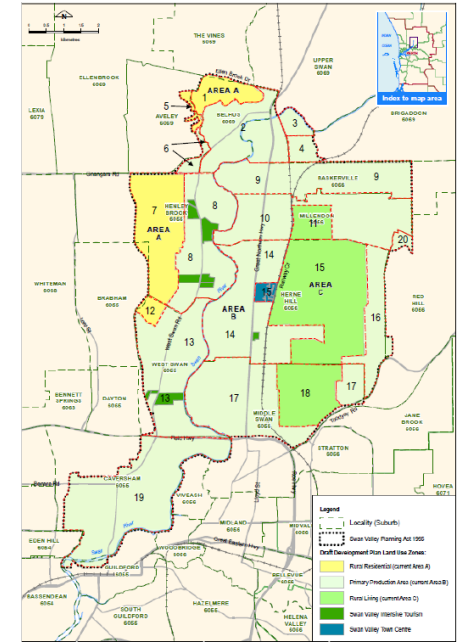 N
THE VINES
6069
UPPER
SWAN
6069
ELLENBROOK
6069
Index to map area
AREA A
1
5
LEXIA
6079
AVELEY
6069
BELHUS
6069
2
BRIGADOON
6069
3
4
6
Gnangara Rd
9
BASKERVILLE
6056
9
7
AREA
A
HENLEY
BROOK
6055
8
10
MILLENDON
6056
11
20
14
15
AREA
C
8
WHITEMAN
6068
BRABHAM
6055
15
HERNE
HILL
6056
RED
HILL
6056
12
AREA
B
14
16
13
WEST SWAN
6055
BENNETT
SPRINGS
6063
DAYTON
6055
13
17
18
17
MIDDLE
SWAN
6056
JANE
BROOK
6056
Reid Hwy
STRATTON
6056
CAVERSHAM
6055
19
VIVEASH
6056
HOVEA
6071
MIDLAND
6056
EDEN HILL
6054
WOODBRIDGE
6056
GUILDFORD
6055
BELLEVUE
6056
BASSENDEAN
6054
SOUTH
GUILDFORD
6055
HAZELMERE
6055
HELENA
VALLEY
6056
Legend
Locality (Suburb)
Swan Valley Planning Act 1995
Draft Development Plan Land Use Zones:
Rural Residential (current Area A)
Primary Production Area (current Area B)
Rural Living (current Area C)
Swan Valley Intensive Tourism
Swan Valley Town Centre